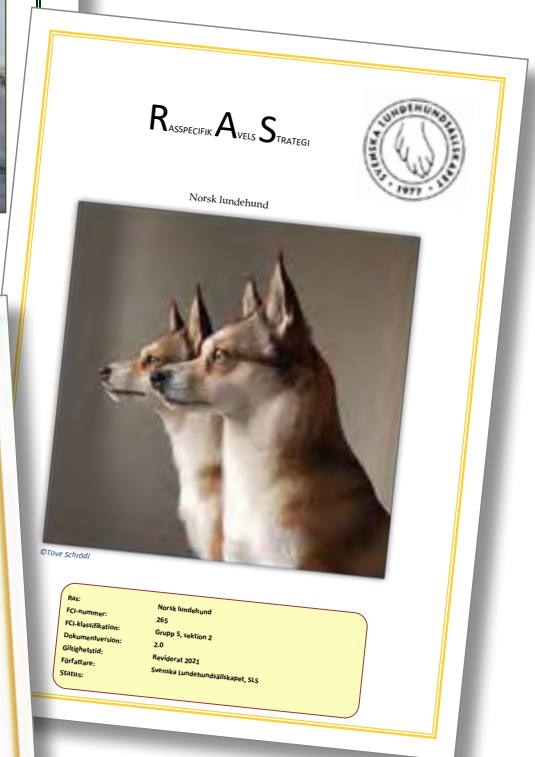 RASSPECIFIK AVELS STRATEGI
SVENSKA LUNDEHUNDSÄLLSKAPET
· 1977 ·
Norsk lundehund
©Tove Schrödl
Ras: Norsk lundehund
FCI-nummer: 265
FCI-klassifikation: Grupp 5, sektion 2
Dokumentversion: 2.0
Giltighetstid: Reviderat 2021
Författare: Svenska Lundehundsällskapet, SLS
Status: